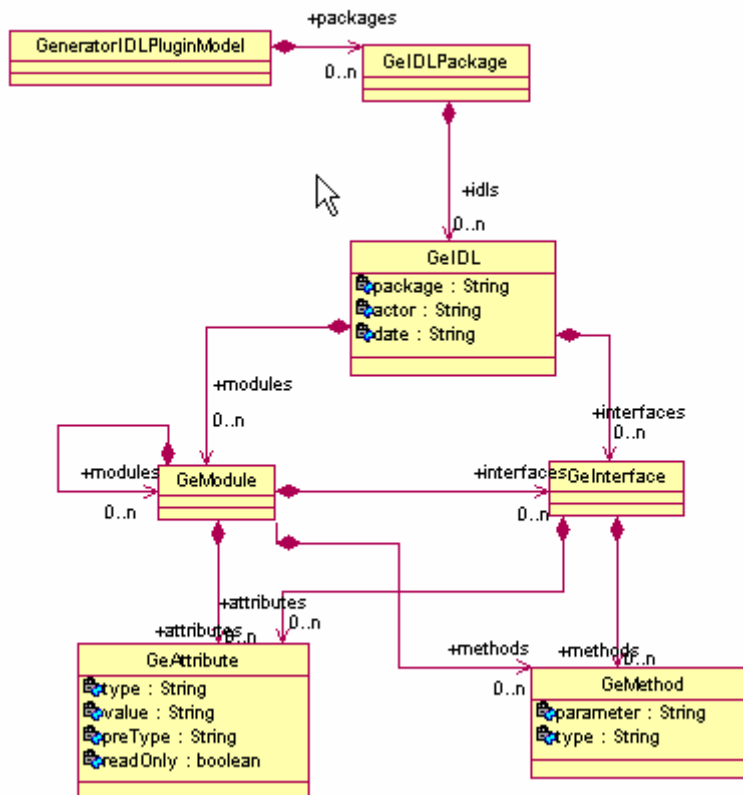 +packages
GeneratorIDLPluginModel
GeIDLPackage
0..n
+idls
0..n
GeIDL
package : String
actor : String
date : String
+modules
0..n
+interfaces
0..n
+modules
GeModule
0..n
+interfaces
GeInterface
0..n
+attributes
0..n
+attributes
0..n
GeAttribute
type : String
value : String
preType : String
readOnly : boolean
+methods
0..n
+methods
0..n
GeMethod
parameter : String
type : String